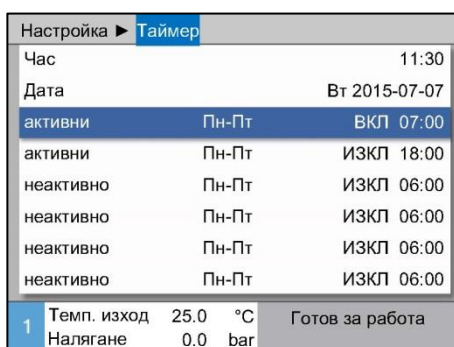 Настройка ► Таймер
Час 11:30
Дата Вт 2015-07-07
активни Пн-Пт ВКЛ 07:00
активни Пн-Пт ИЗКЛ 18:00
неактивно Пн-Пт ИЗКЛ 06:00
неактивно Пн-Пт ИЗКЛ 06:00
неактивно Пн-Пт ИЗКЛ 06:00
неактивно Пн-Пт ИЗКЛ 06:00
1 Темп. изход 25.0 °C Готов за работа
Налягане 0.0 bar